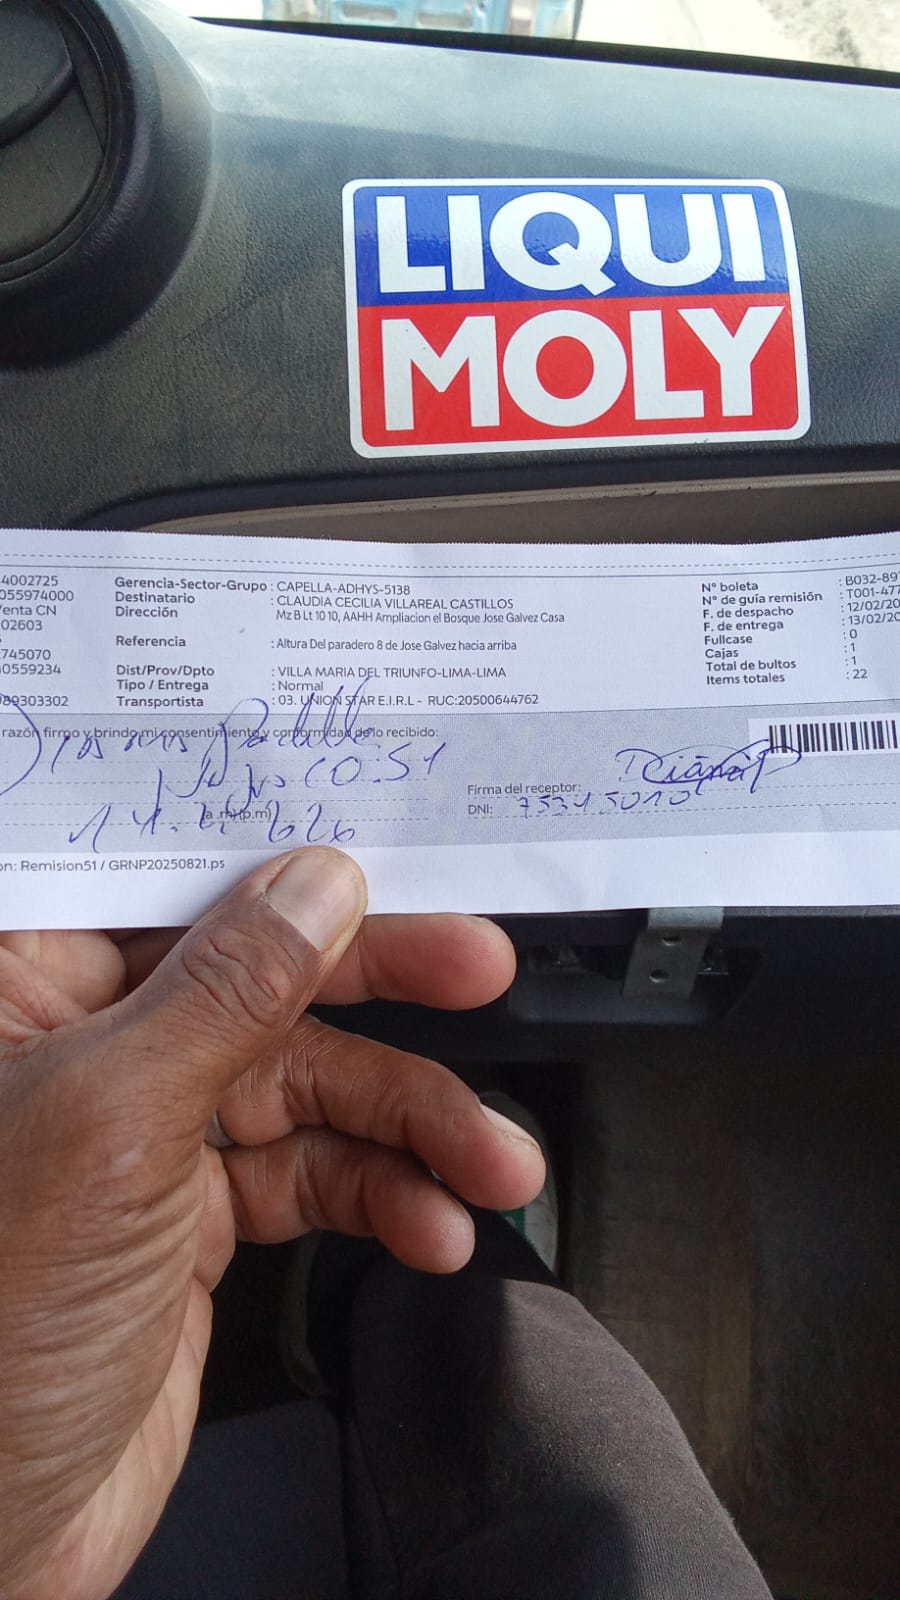 LIQUI
MOLY
4002725
055974000
enta CN
02603
745070
0559234
89303302
Gerencia-Sector-Grupo : CAPELLA-ADHYS-5138
Destinatario : CLAUDIA CECILIA VILLAREAL CASTILLOS
Dirección Mz B Lt 10 10, AAHH Ampliacion el Bosque Jose Galvez Casa
Referencia : Altura Del paradero 8 de Jose Galvez hacia arriba
Dist/Prov/Dpto : VILLA MARIA DEL TRIUNFO-LIMA-LIMA
Tipo / Entrega : Normal
Transportista : 03. UNION STAR E.I.R.L - RUC:20500644762
N° boleta : B032-897
N° de guía remisión : T001-477
F. de despacho : 12/02/20
F. de entrega : 13/02/20
Fullcase : 0
Cajas : 1
Total de bultos : 1
Items totales : 22
razón firmo y brindo mi consentimiento y conformidad de lo recibido:
10:51
(a.m) (p.m)
Firma del receptor:
DNI: 75345010
on: Remision51 / GRNP20250821.ps